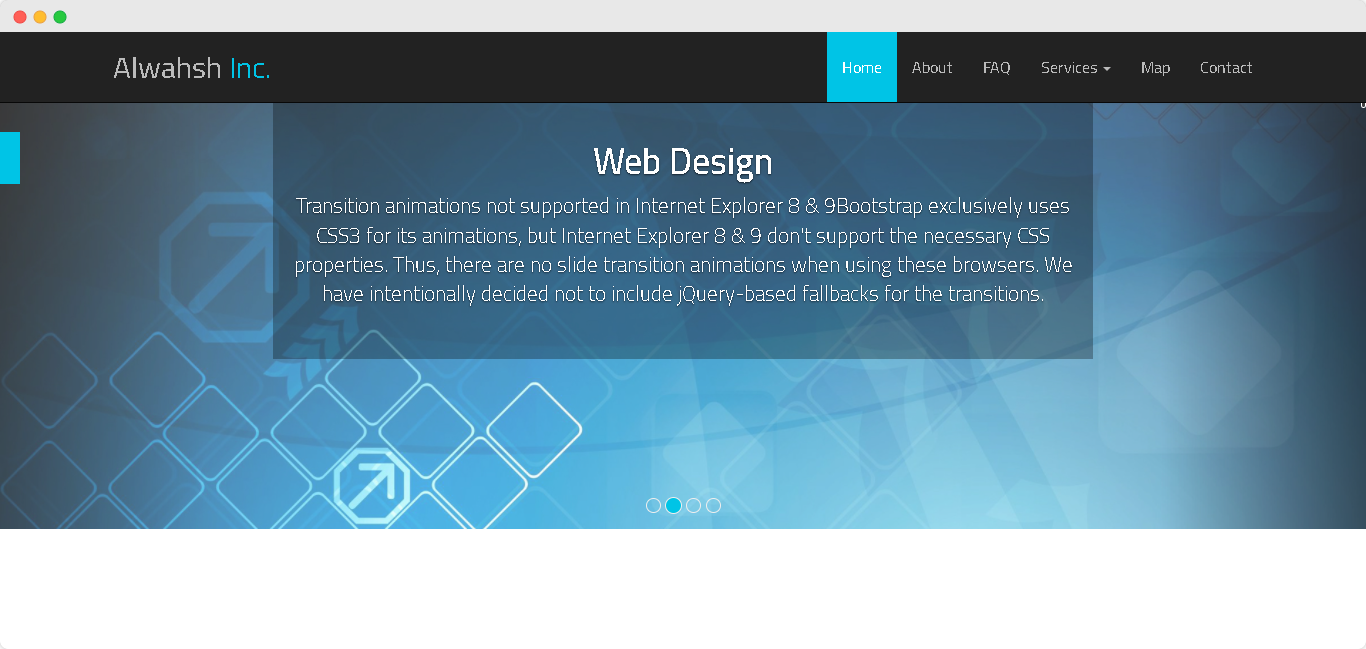 Alwahsh Inc.
Home About FAQ Services Map Contact
Web Design
Transition animations not supported in Internet Explorer 8 & 9Bootstrap exclusively uses
CSS3 for its animations, but Internet Explorer 8 & 9 don't support the necessary CSS
properties. Thus, there are no slide transition animations when using these browsers. We
have intentionally decided not to include jQuery-based fallbacks for the transitions.